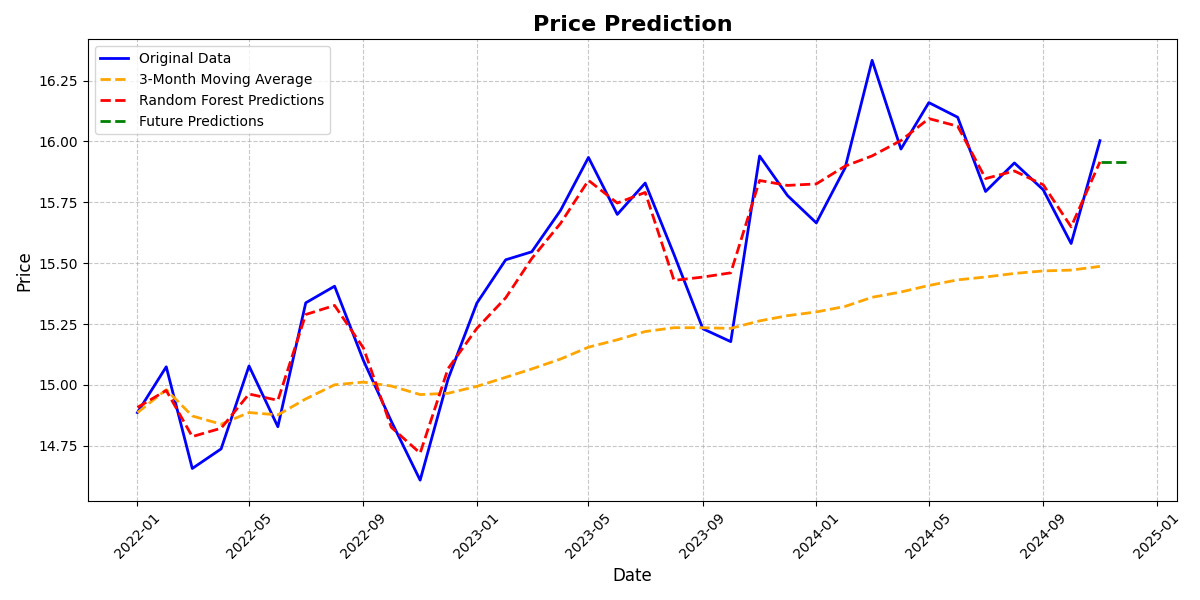 Price Prediction
Original Data
3-Month Moving Average
Random Forest Predictions
Future Predictions
Price
16.25
16.00
15.75
15.50
15.25
15.00
14.75
2022-01
2022-05
2022-09
2023-01
2023-05
2023-09
2024-01
2024-05
2024-09
2025-01
Date